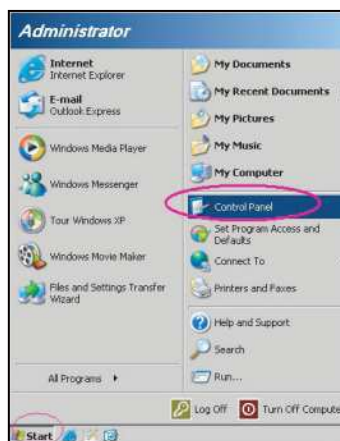 Administrator
Internet
Internet Explorer
E-mail
Outlook Express
Windows Media Player
Windows Messenger
Tour Windows XP
Windows Movie Maker
Files and Settings Transfer
Wizard
All Programs
My Documents
My Recent Documents
My Pictures
My Music
My Computer
Control Panel
Set Program Access and
Defaults
Connect To
Printers and Faxes
Help and Support
Search
Run...
Log Off
Turn Off Compute
Start